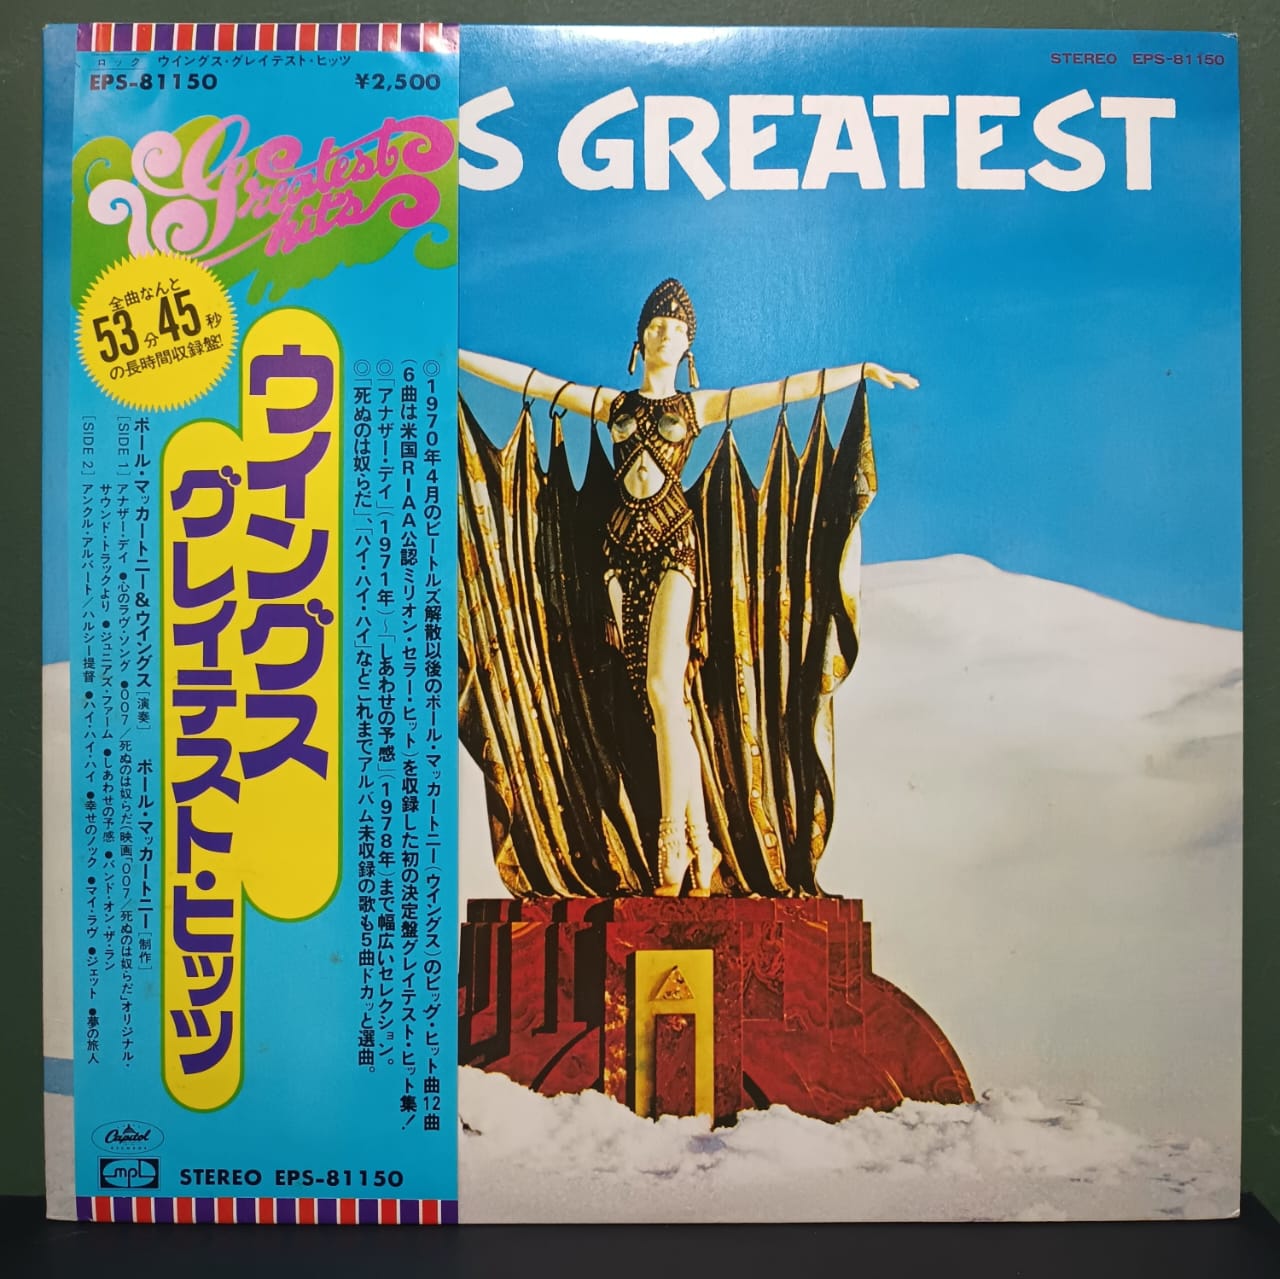 ロック ウイングス・グレイテスト・ヒッツ
EPS-81150 ¥2,500
Greatest
hits
全曲なんと
53分45秒
の長時間収録盤!
ウイングス
グレイテスト・ヒッツ
◎1970年4月のビートルズ解散以後のポール・マッカートニー(ウイングス)のビッグ・ヒット曲12曲
(6曲は米国RIAA公認ミリオン・セラー・ヒット)を収録した初の決定盤グレイテスト・ヒット集!
◎「アナザー・デイ」(1971年)〜「しあわせの予感」(1978年)まで幅広いセレクション。
◎「死ぬのは奴らだ」、「ハイ・ハイ・ハイ」などこれまでアルバム未収録の歌も5曲ドカッと選曲。
ポール・マッカートニー&ウイングス[演奏] ポール・マッカートニー[制作]
[SIDE 1] アナザー・デイ ●心のラヴ・ソング ●007/死ぬのは奴らだ(映画「007/死ぬのは奴らだ」オリジナル・
サウンド・トラックより ●ジュニアズ・ファーム ●しあわせの予感 ●バンド・オン・ザ・ラン
[SIDE 2] アンクル・アルバート/ハルシー提督 ●ハイ・ハイ・ハイ ●幸せのノック ●マイ・ラヴ ●ジェット ●夢の旅人
Capitol
RECORDS
mpl
STEREO EPS-81150
STEREO EPS-81150
S GREATEST